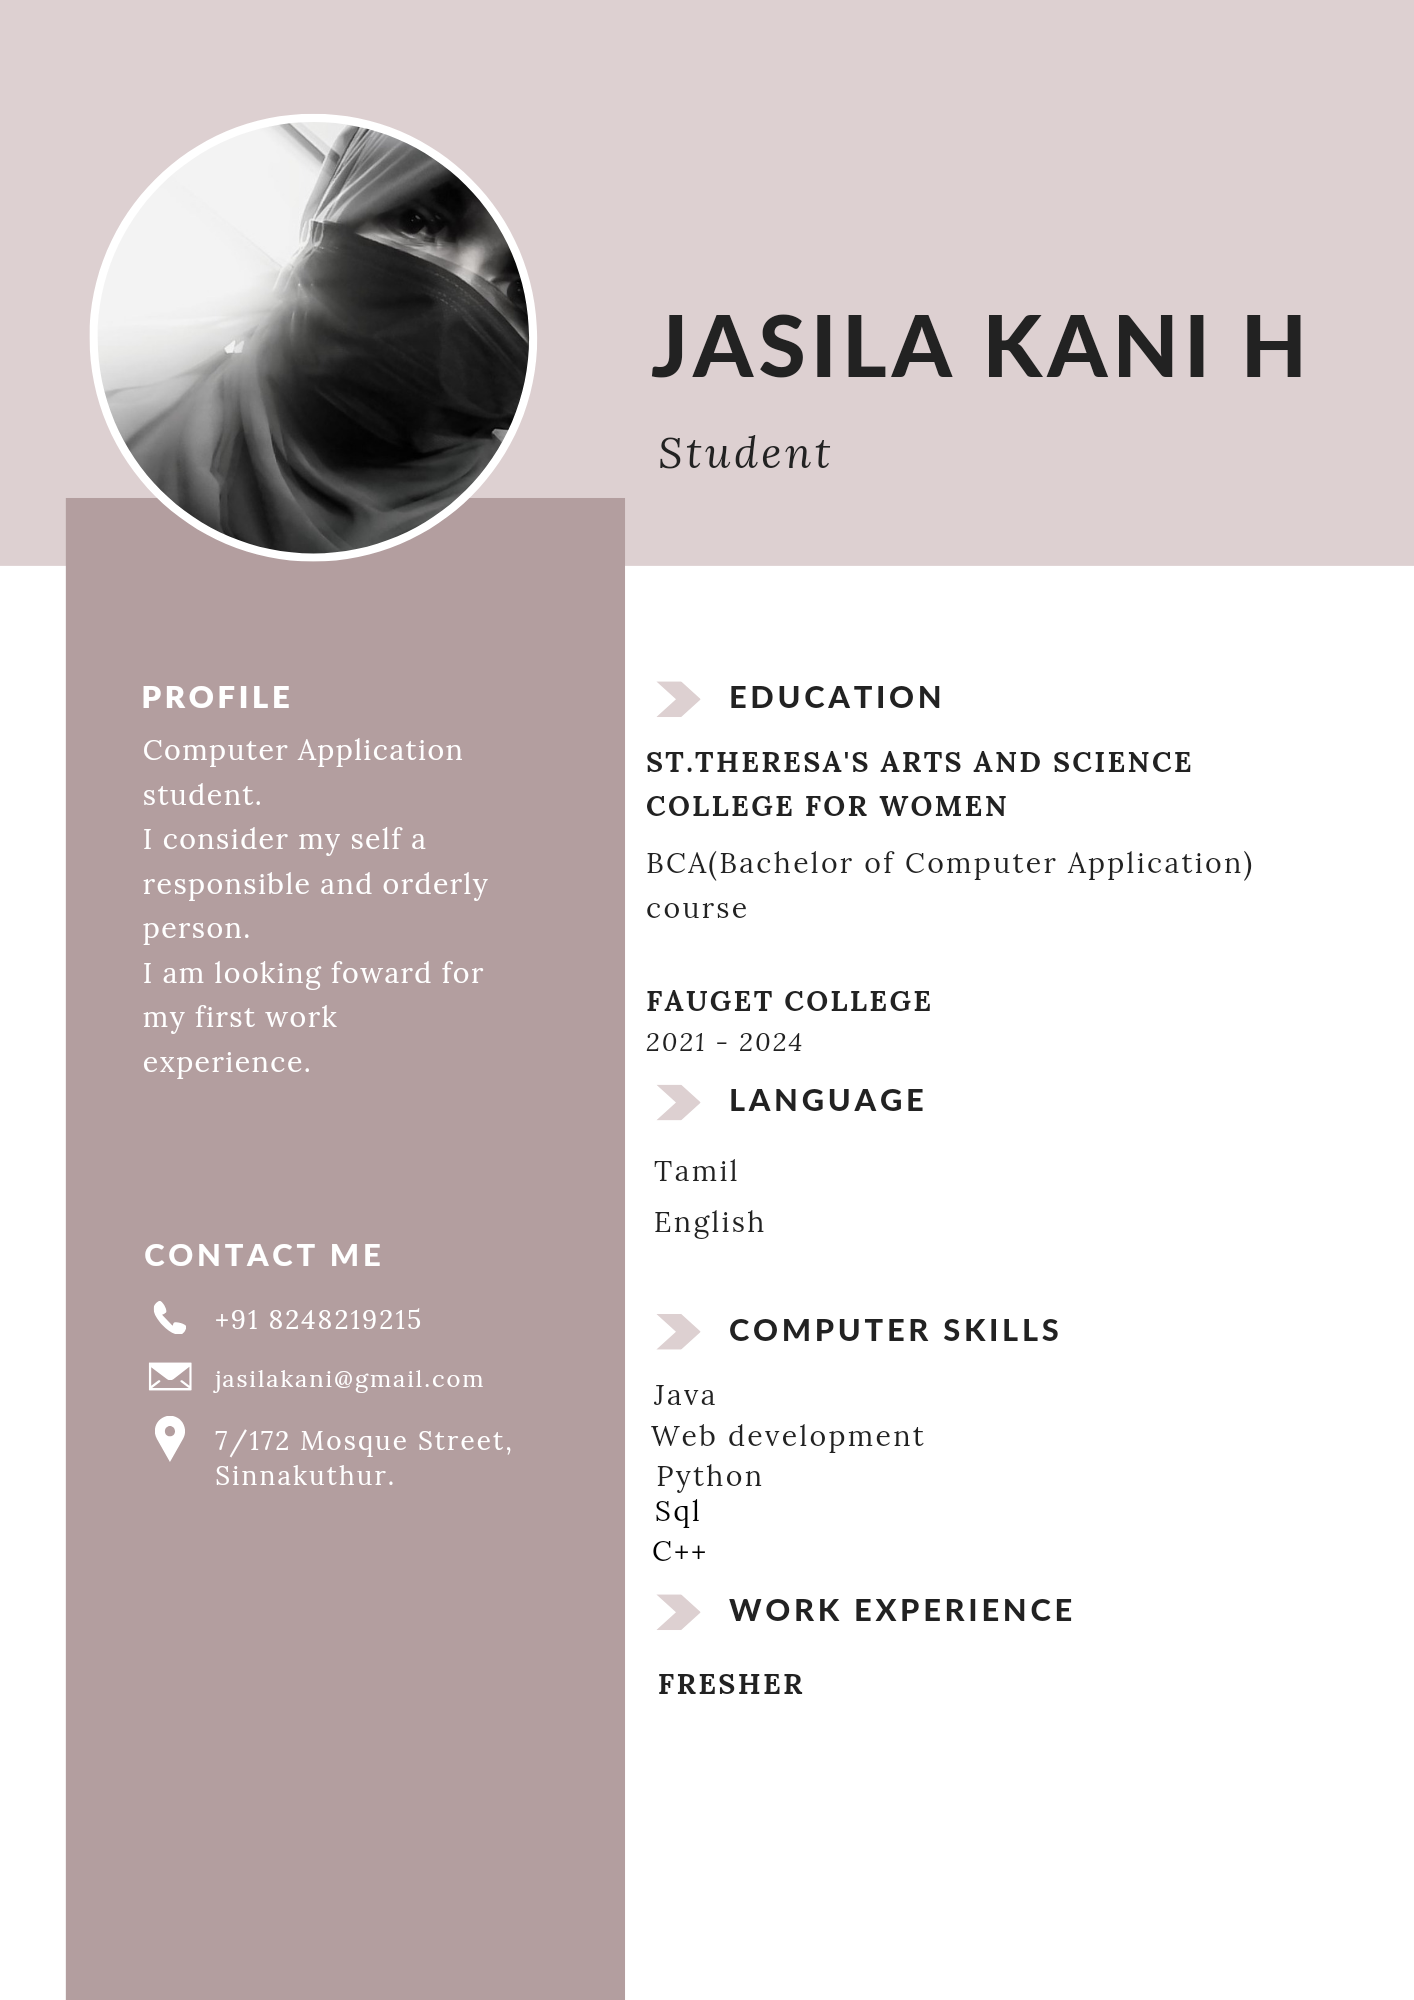 JASILA KANI H
Student
PROFILE
Computer Application
student.
I consider my self a
responsible and orderly
person.
I am looking foward for
my first work
experience.
CONTACT ME
+91 8248219215
jasilakani@gmail.com
7/172 Mosque Street,
Sinnakuthur.
EDUCATION
ST.THERESA'S ARTS AND SCIENCE
COLLEGE FOR WOMEN
BCA(Bachelor of Computer Application)
course
FAUGET COLLEGE
2021 - 2024
LANGUAGE
Tamil
English
COMPUTER SKILLS
Java
Web development
Python
Sql
C++
WORK EXPERIENCE
FRESHER